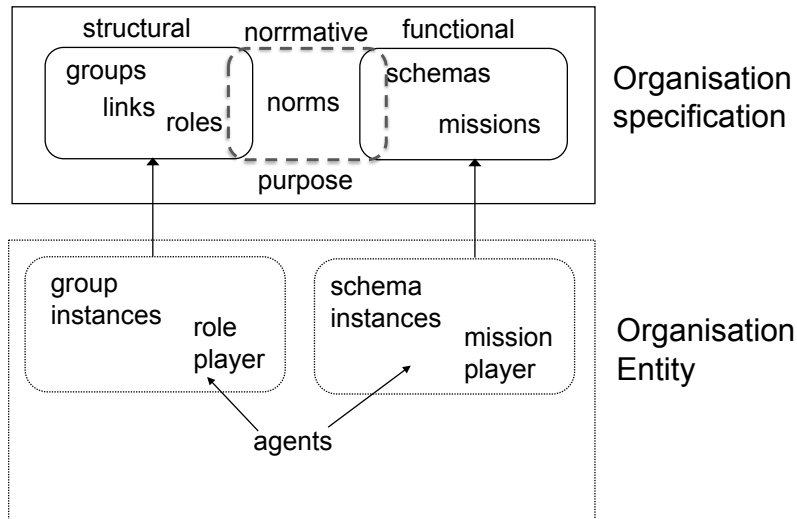 structural
norrmative
functional
groups
links
roles
norms
schemas
missions
purpose
Organisation
specification
group
instances
role
player
schema
instances
mission
player
agents
Organisation
Entity